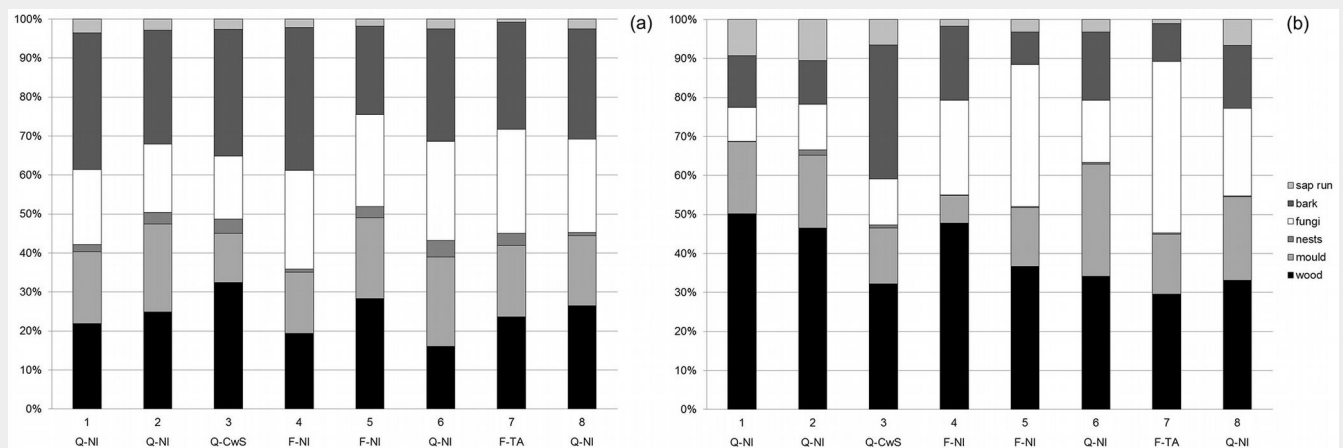 100%
90%
80%
70%
60%
50%
40%
30%
20%
10%
0%
(a)
1 2 3 4 5 6 7 8
Q-NI Q-NI Q-CwS F-NI F-NI Q-NI F-TA Q-NI
100%
90%
80%
70%
60%
50%
40%
30%
20%
10%
0%
(b)
1 2 3 4 5 6 7 8
Q-NI Q-NI Q-CwS F-NI F-NI Q-NI F-TA Q-NI
sap run
bark
fungi
nests
mould
wood